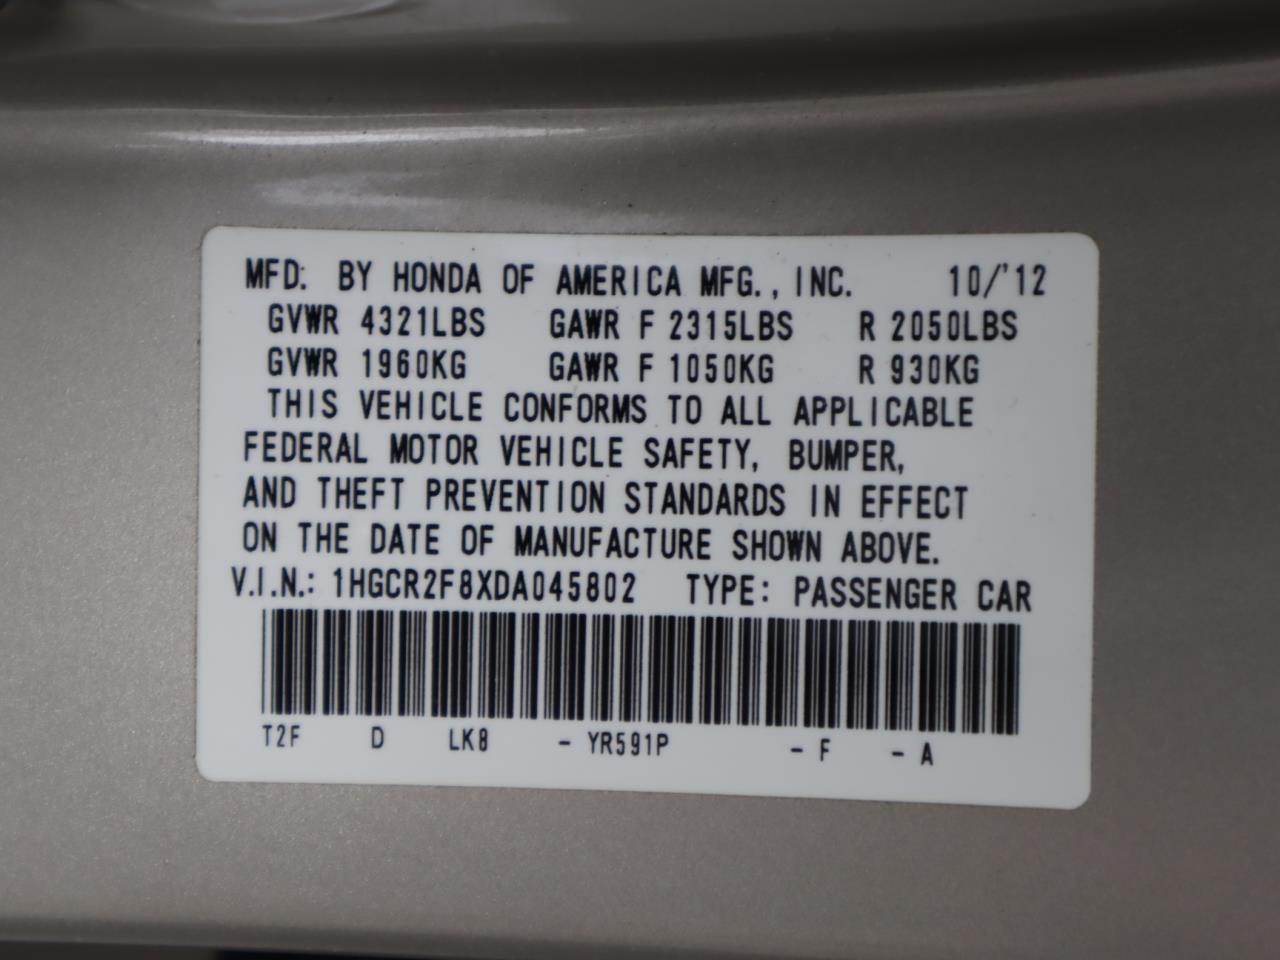 MFD. BY HONDA OF AMERICA MFG., INC. 10/'12
GVWR 4321LBS GAWR F 2315LBS R 2050LBS
GVWR 1960KG GAWR F 1050KG R 930KG
THIS VEHICLE CONFORMS TO ALL APPLICABLE
FEDERAL MOTOR VEHICLE SAFETY, BUMPER,
AND THEFT PREVENTION STANDARDS IN EFFECT
ON THE DATE OF MANUFACTURE SHOWN ABOVE.
V.I.N.: 1HGCR2F8XDA045802 TYPE: PASSENGER CAR
T2F D LK8 - YR591P - F - A